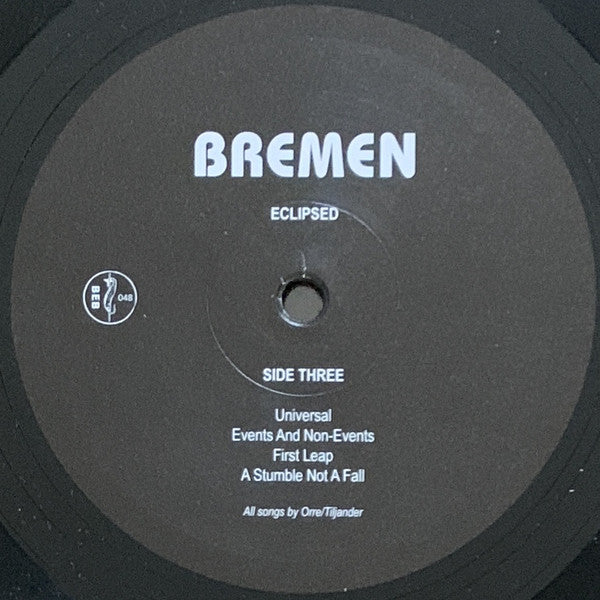 BREMEN
ECLIPSED
BEB 048
SIDE THREE
Universal
Events And Non-Events
First Leap
A Stumble Not A Fall
All songs by Orre/Tiljander